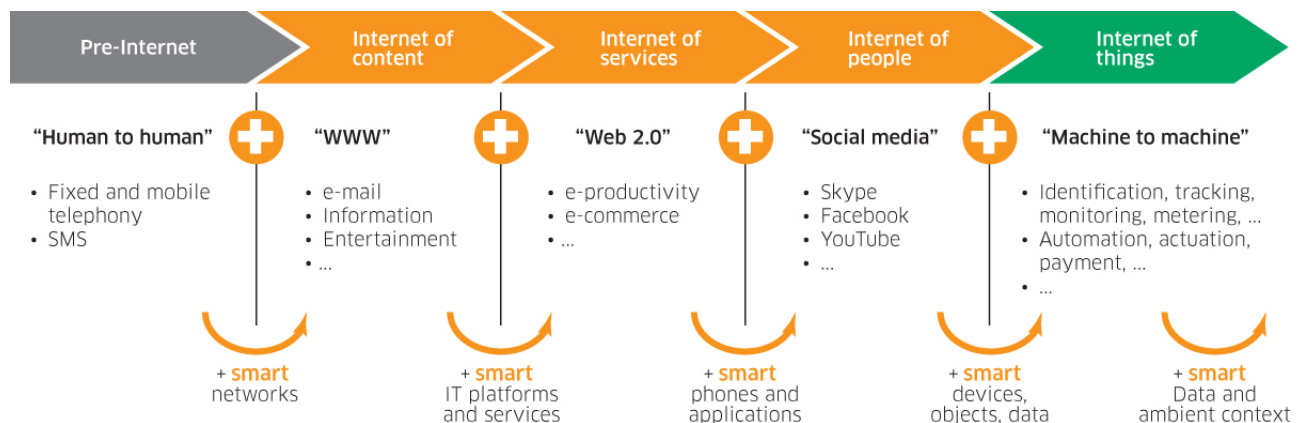 Pre-Internet
Internet of
content
Internet of
services
Internet of
people
Internet of
things
“Human to human”
“WWW”
“Web 2.0”
“Social media”
“Machine to machine”
• Fixed and mobile
telephony
• SMS
• e-mail
• Information
• Entertainment
• ...
• e-productivity
• e-commerce
• ...
• Skype
• Facebook
• YouTube
• ...
• Identification, tracking,
monitoring, metering, ...
• Automation, actuation,
payment, ...
• ...
+ smart
networks
+ smart
IT platforms
and services
+ smart
phones and
applications
+ smart
devices,
objects, data
+ smart
Data and
ambient context